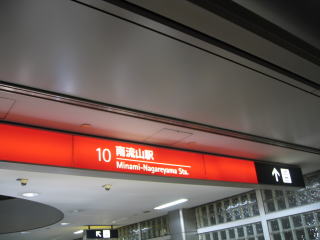 10 南流山駅
Minami-Nagareyama Sta.